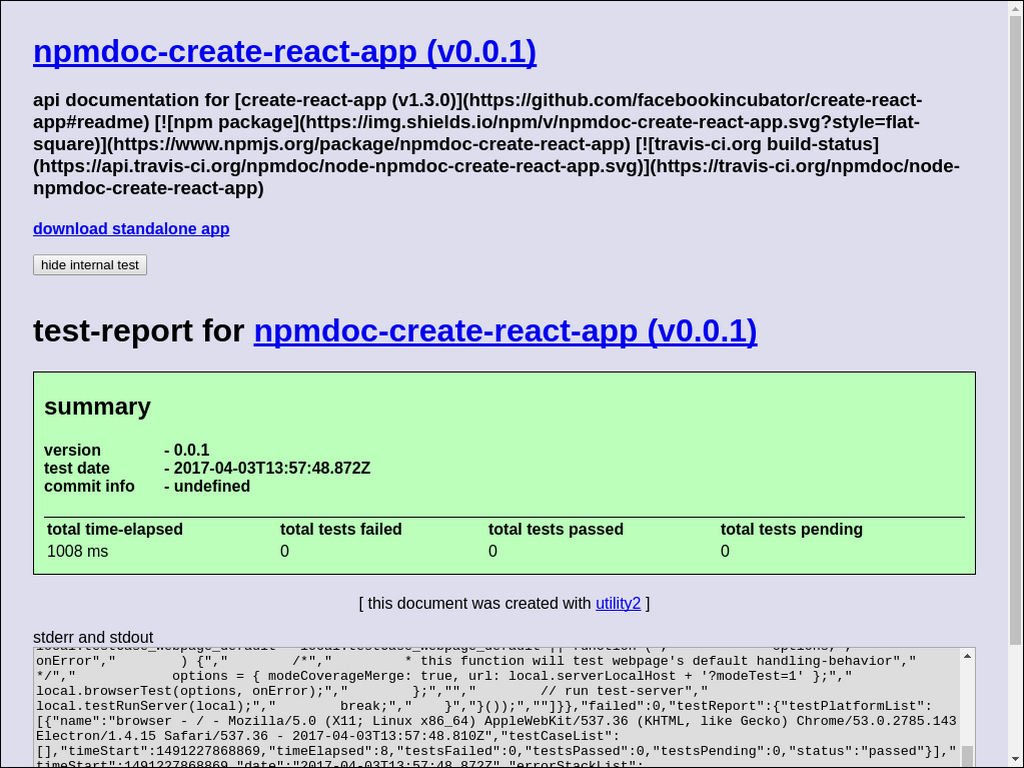 npmdoc-create-react-app (v0.0.1)
api documentation for [create-react-app (v1.3.0)](https://github.com/facebookincubator/create-react-
app#readme) [![npm package](https://img.shields.io/npm/v/npmdoc-create-react-app.svg?style=flat-
square)](https://www.npmjs.org/package/npmdoc-create-react-app) [![travis-ci.org build-status]
(https://api.travis-ci.org/npmdoc/node-npmdoc-create-react-app.svg)](https://travis-ci.org/npmdoc/node-
npmdoc-create-react-app)
download standalone app
hide internal test
test-report for npmdoc-create-react-app (v0.0.1)
summary
version - 0.0.1
test date - 2017-04-03T13:57:48.872Z
commit info - undefined
total time-elapsed total tests failed total tests passed total tests pending
1008 ms 0 0 0
[ this document was created with utility2 ]
stderr and stdout
local.testCase_webpage_default = local.testCase_webpage_default || function (","            options,","
onError","        ) {","        /*","         * this function will test webpage's default handling-behavior","
*/","            options = { modeCoverageMerge: true, url: local.serverLocalHost + '?modeTest=1' };","
local.browserTest(options, onError);","        };","","        // run test-server","
local.testRunServer(local);","        break;","    }","}());",""]}},"failed":0,"testReport":{"testPlatformList":
[{"name":"browser - / - Mozilla/5.0 (X11; Linux x86_64) AppleWebKit/537.36 (KHTML, like Gecko) Chrome/53.0.2785.143
Electron/1.4.15 Safari/537.36 - 2017-04-03T13:57:48.810Z","testCaseList":
[],"timeStart":1491227868869,"timeElapsed":8,"testsFailed":0,"testsPassed":0,"testsPending":0,"status":"passed"}],"
timeStart":1491227868869,"date":"2017-04-03T13:57:48.872Z","errorStackList":